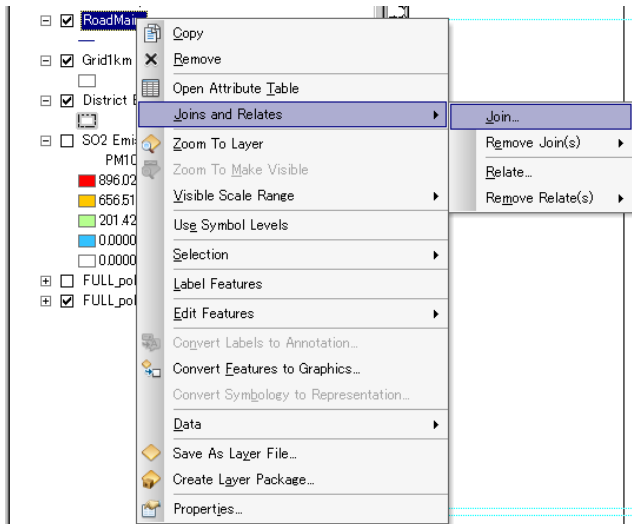 RoadMain
Grid1km
District
SO2 Emi
PM10
896.02
656.51
201.42
0.0000
0.0000
FULL_pol
FULL_pol
Copy
Remove
Open Attribute Table
Joins and Relates
Zoom To Layer
Zoom To Make Visible
Visible Scale Range
Use Symbol Levels
Selection
Label Features
Edit Features
Convert Labels to Annotation...
Convert Features to Graphics...
Convert Symbology to Representation...
Data
Save As Layer File...
Create Layer Package...
Properties...
Join...
Remove Join(s)
Relate...
Remove Relate(s)